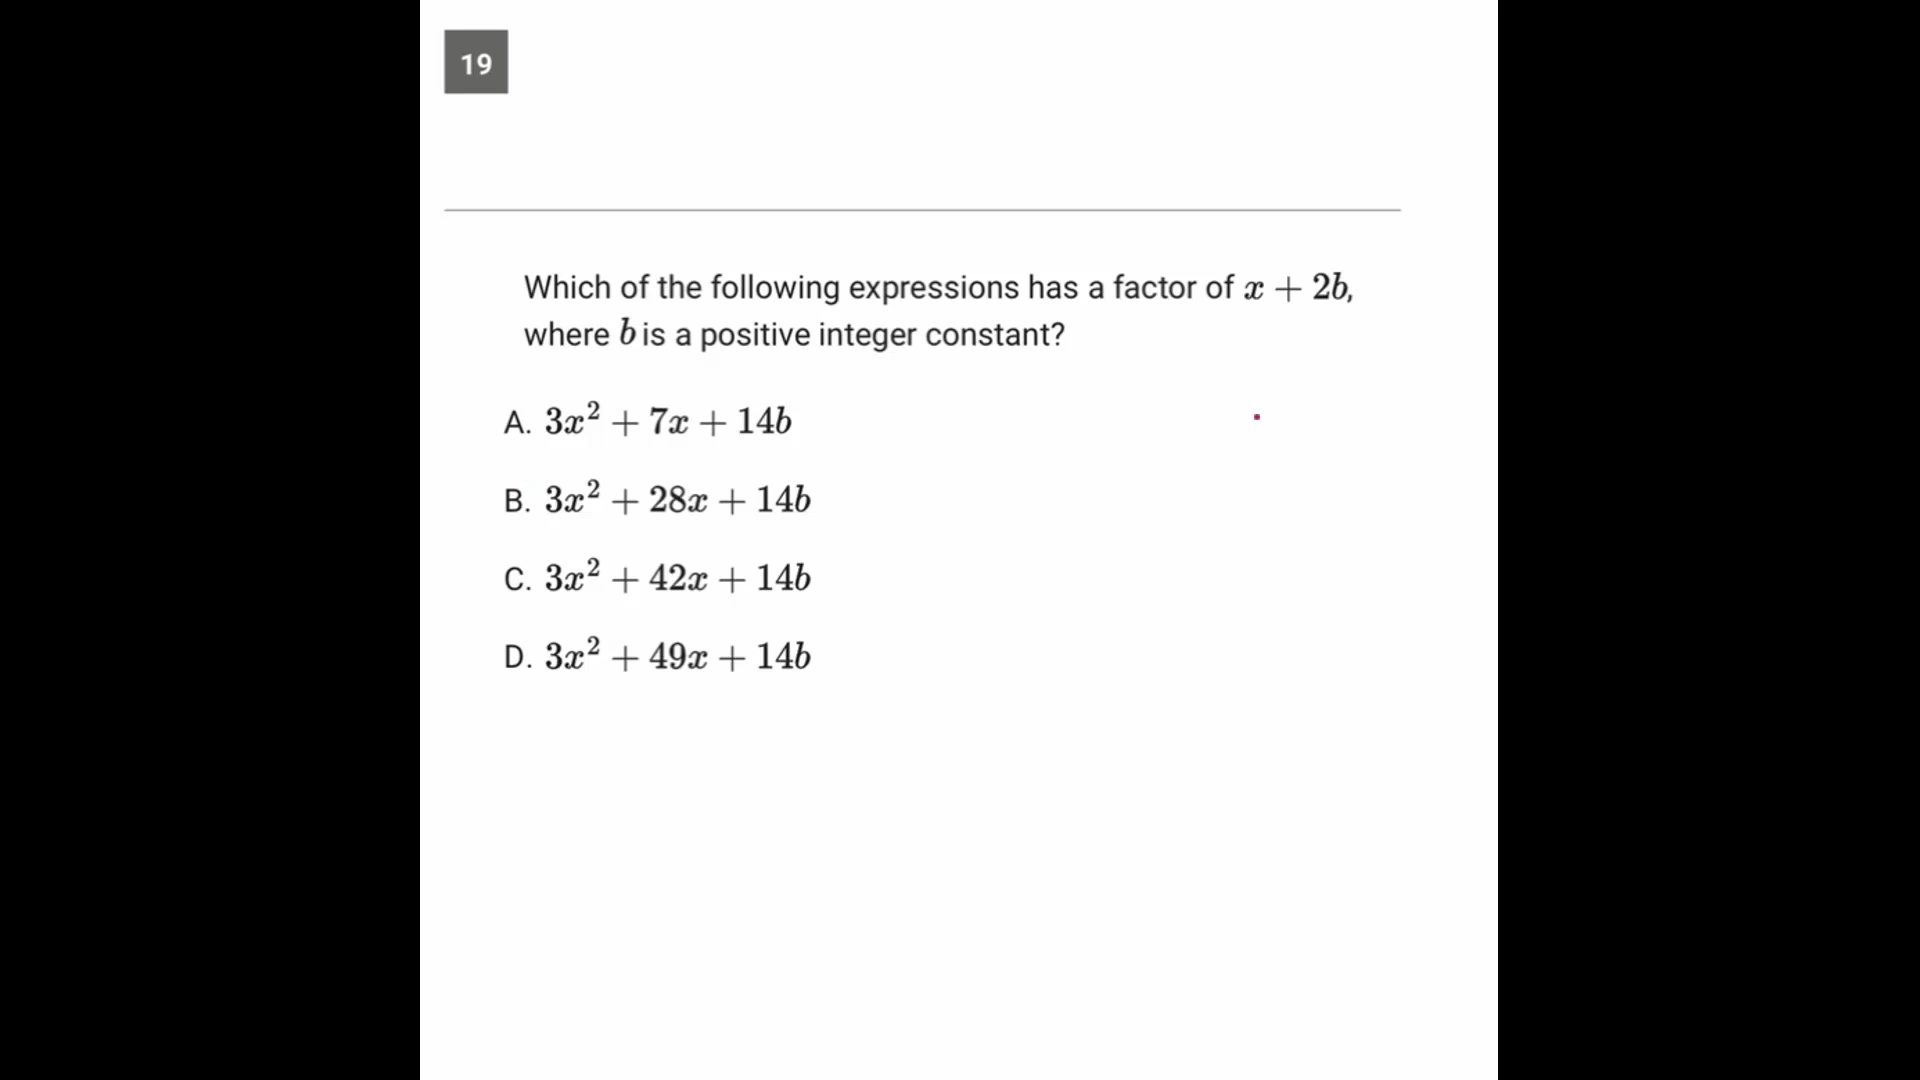 19
Which of the following expressions has a factor of x + 2b,
where b is a positive integer constant?
A. 3x² + 7x + 14b
B. 3x² + 28x + 14b
C. 3x² + 42x + 14b
D. 3x² + 49x + 14b